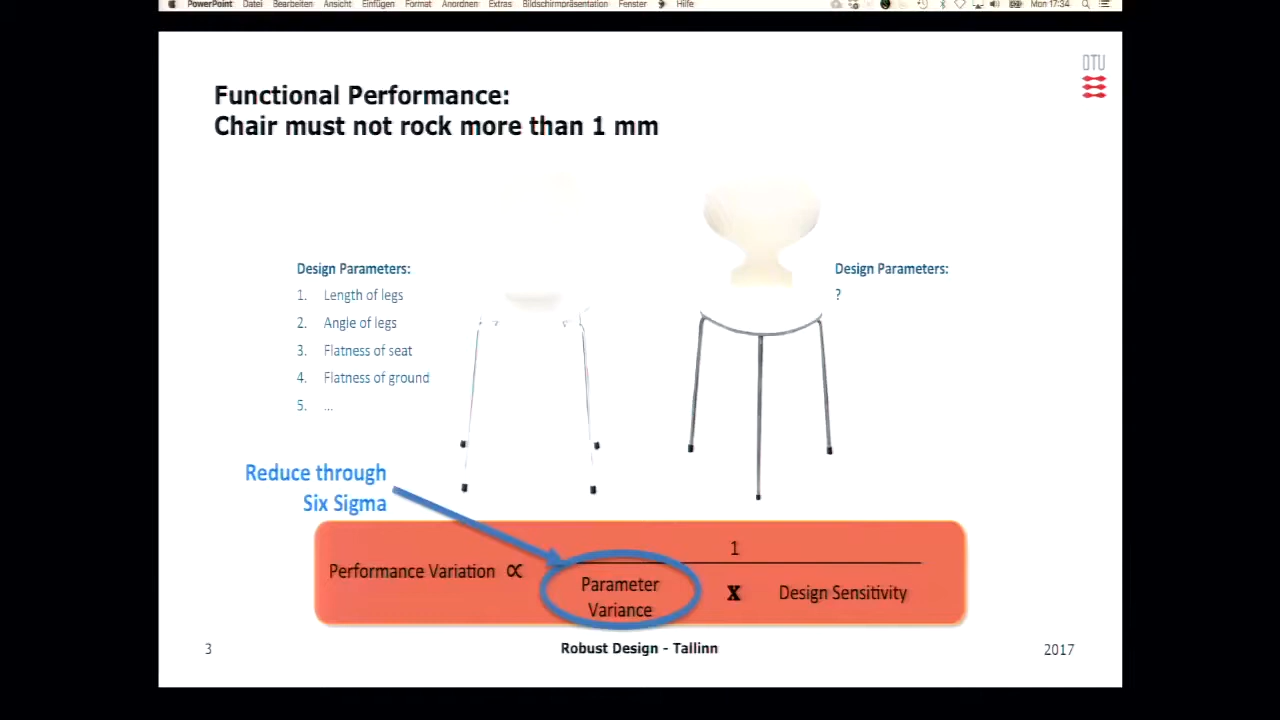 PowerPoint Datei Bearbeiten Ansicht Einfügen Format Anordnen Extras Bildschirmpräsentation Fenster Hilfe Mon 17:34
DTU
Functional Performance:
Chair must not rock more than 1 mm
Design Parameters:
1. Length of legs
2. Angle of legs
3. Flatness of seat
4. Flatness of ground
5. ...
Design Parameters:
?
Reduce through
Six Sigma
Performance Variation ∝
1
Parameter
Variance
x
Design Sensitivity
3
Robust Design - Tallinn
2017